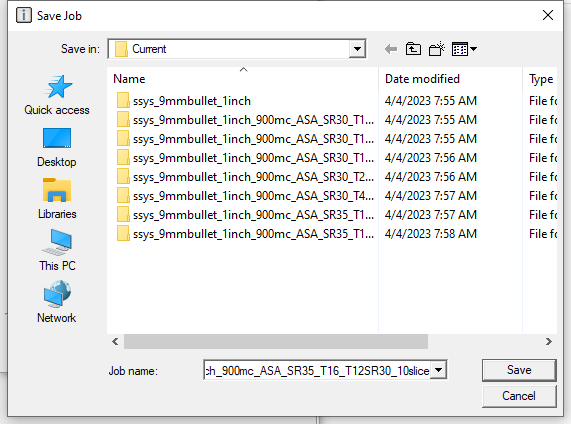 Save Job
Save in: Current
Name Date modified Type
ssys_9mmbullet_1inch 4/4/2023 7:55 AM File fo
ssys_9mmbullet_1inch_900mc_ASA_SR30_T1... 4/4/2023 7:55 AM File fo
ssys_9mmbullet_1inch_900mc_ASA_SR30_T1... 4/4/2023 7:55 AM File fo
ssys_9mmbullet_1inch_900mc_ASA_SR30_T1... 4/4/2023 7:56 AM File fo
ssys_9mmbullet_1inch_900mc_ASA_SR30_T2... 4/4/2023 7:56 AM File fo
ssys_9mmbullet_1inch_900mc_ASA_SR30_T4... 4/4/2023 7:57 AM File fo
ssys_9mmbullet_1inch_900mc_ASA_SR35_T1... 4/4/2023 7:57 AM File fo
ssys_9mmbullet_1inch_900mc_ASA_SR35_T1... 4/4/2023 7:58 AM File fo
Quick access
Desktop
Libraries
This PC
Network
Job name: ch_900mc_ASA_SR35_T16_T12SR30_10slice Save
Cancel